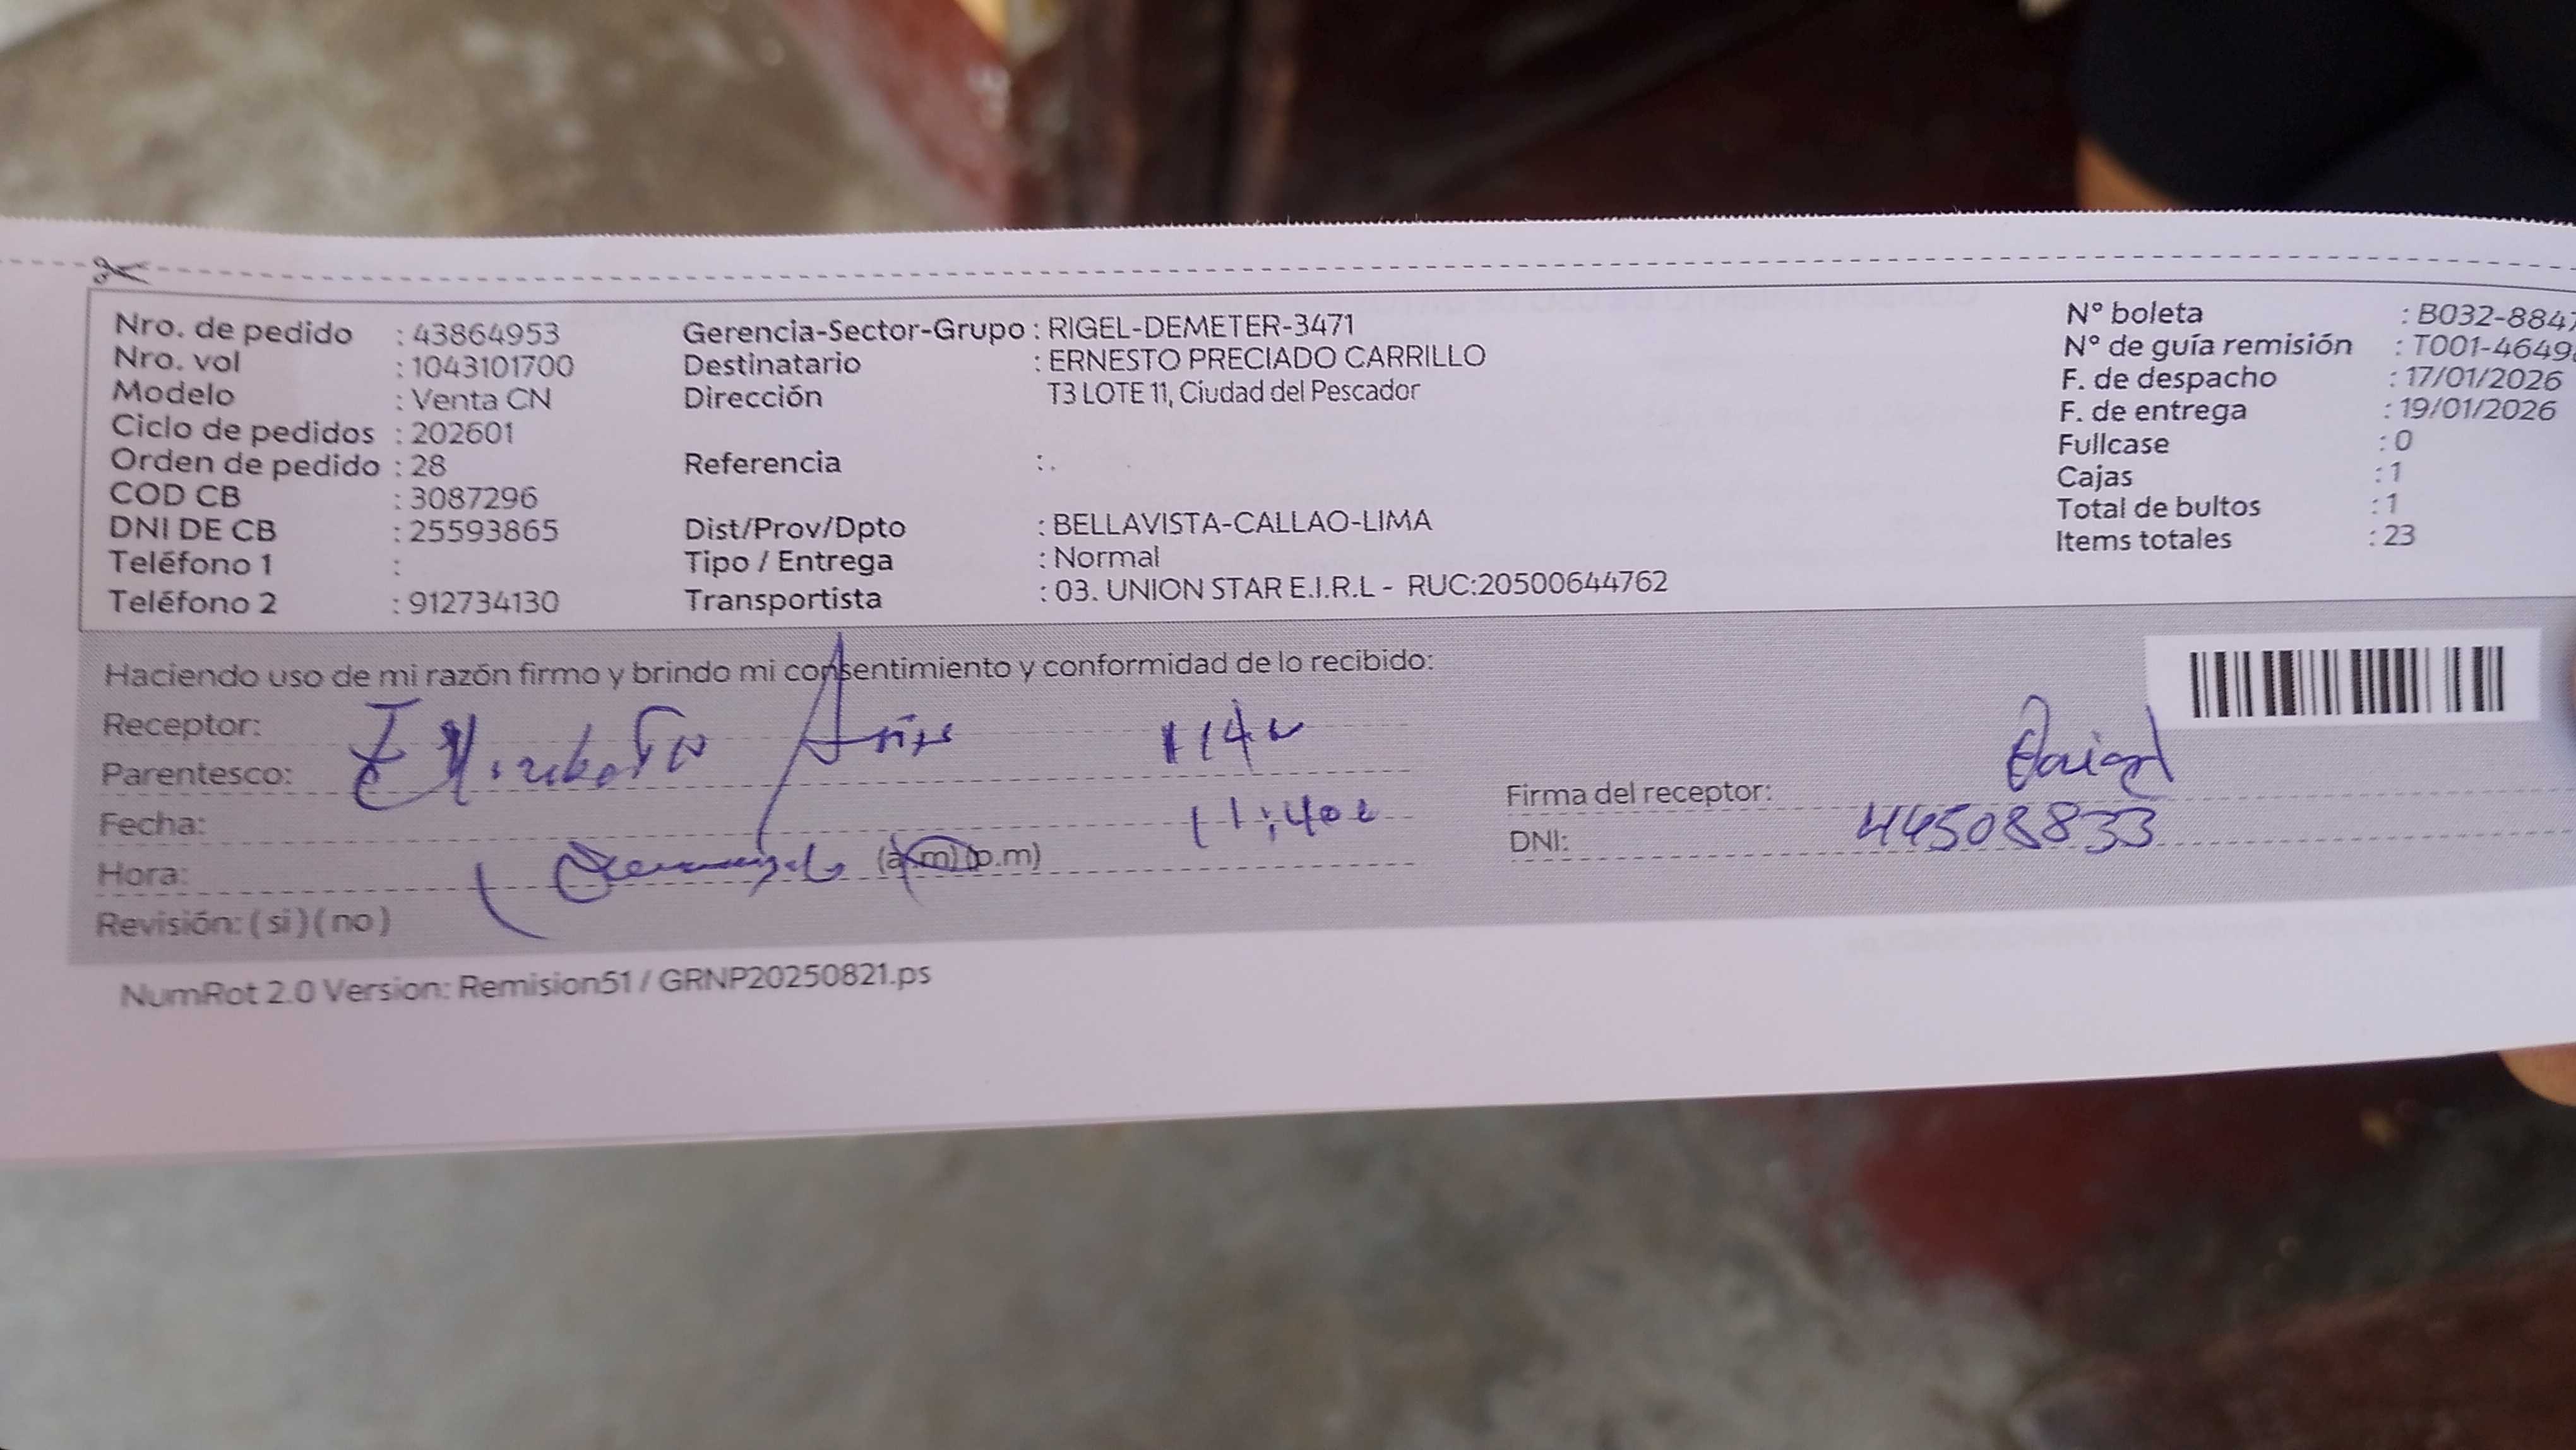 Nro. de pedido : 43864953 Gerencia-Sector-Grupo : RIGEL-DEMETER-3471 N° boleta : B032-8847
Nro. vol : 1043101700 Destinatario : ERNESTO PRECIADO CARRILLO N° de guía remisión : T001-4649
Modelo : Venta CN Dirección T3 LOTE 11, Ciudad del Pescador F. de despacho : 17/01/2026
Ciclo de pedidos : 202601 F. de entrega : 19/01/2026
Orden de pedido : 28 Referencia : . Fullcase : 0
COD CB : 3087296 Cajas : 1
DNI DE CB : 25593865 Dist/Prov/Dpto : BELLAVISTA-CALLAO-LIMA Total de bultos : 1
Teléfono 1 : Tipo / Entrega : Normal Items totales : 23
Teléfono 2 : 912734130 Transportista : 03. UNION STAR E.I.R.L - RUC:20500644762
Haciendo uso de mi razón firmo y brindo mi consentimiento y conformidad de lo recibido:
Receptor:
Parentesco:
Fecha: Firma del receptor:
Hora: (a.m) (p.m) DNI: 44508833
Revisión: ( si ) ( no )
NumRot 2.0 Version: Remision51 / GRNP20250821.ps